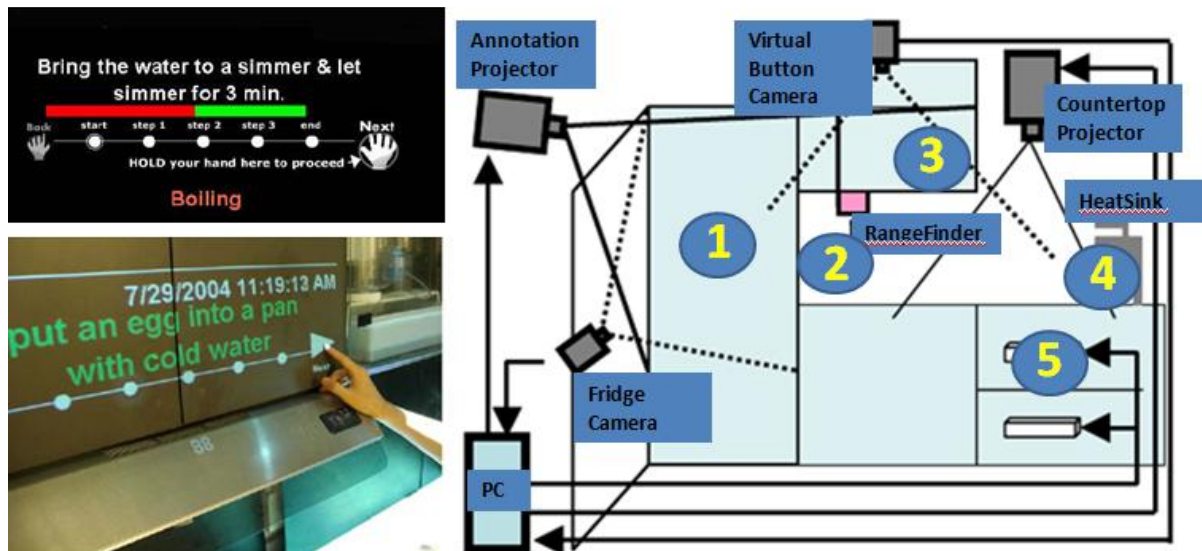 Bring the water to a simmer & let
simmer for 3 min.
Back start step 1 step 2 step 3 end Next
HOLD your hand here to proceed
Boiling
7/29/2004 11:19:13 AM
put an egg into a pan
with cold water
Next
88
Annotation
Projector
Virtual
Button
Camera
Countertop
Projector
3
HeatSink
1
RangeFinder
2
4
5
Fridge
Camera
PC